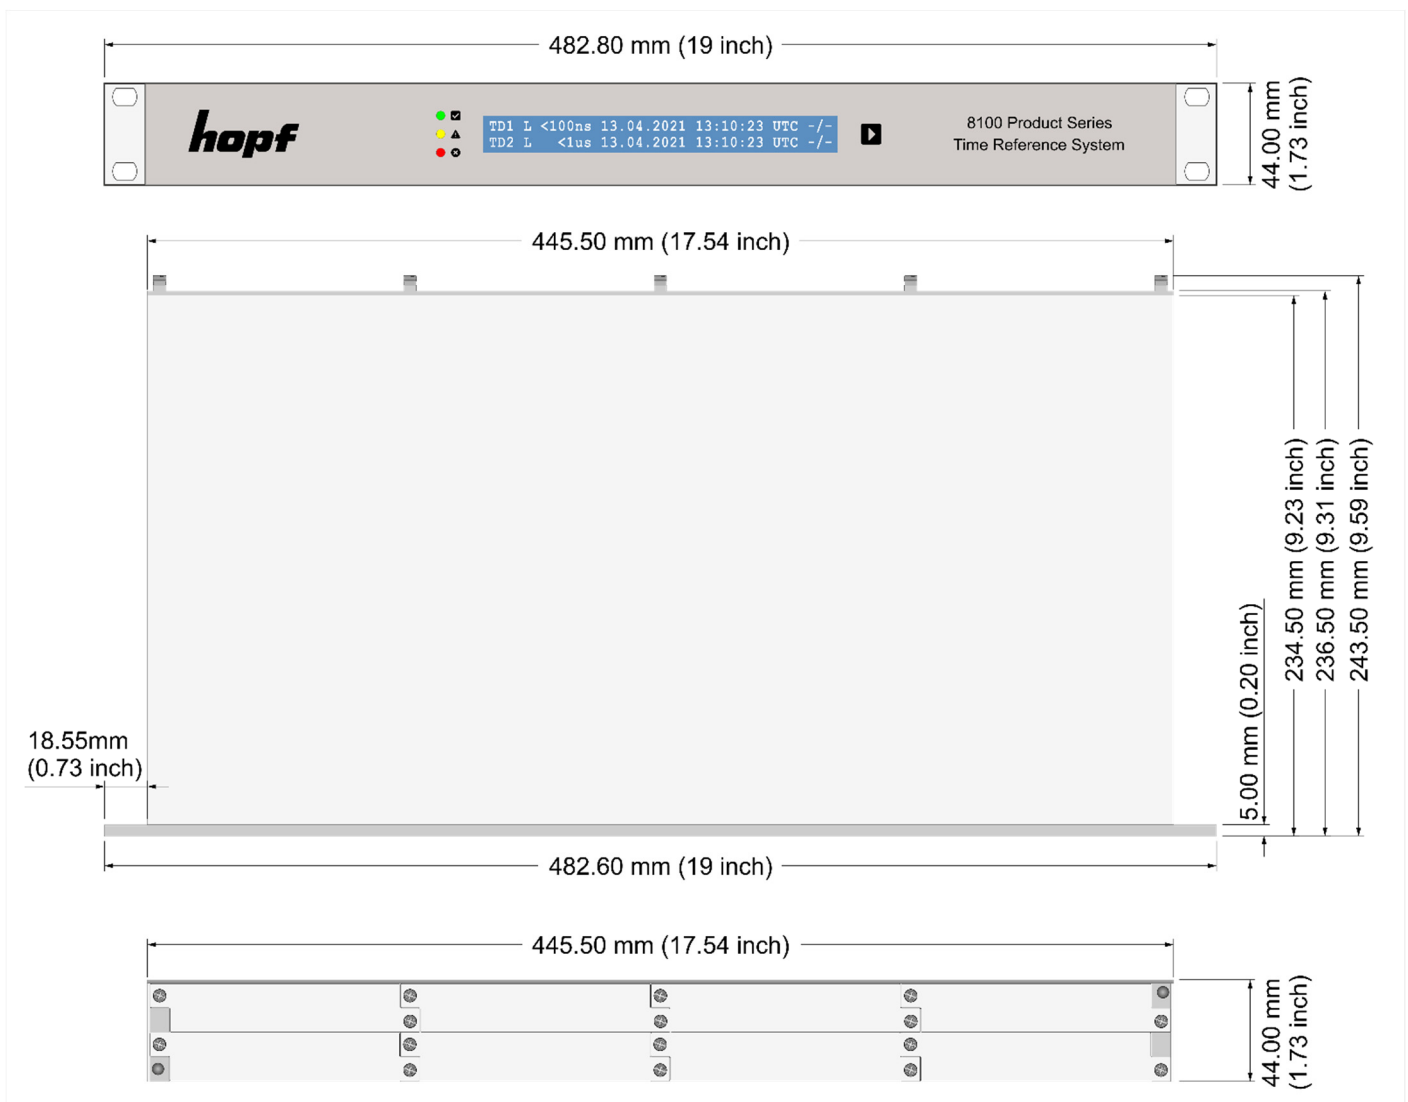 482.80 mm (19 inch)
hopf
TD1 L <100ns 13.04.2021 13:10:23 UTC -/-
TD2 L <1us 13.04.2021 13:10:23 UTC -/-
8100 Product Series
Time Reference System
44.00 mm
(1.73 inch)
445.50 mm (17.54 inch)
234.50 mm (9.23 inch)
236.50 mm (9.31 inch)
243.50 mm (9.59 inch)
5.00 mm (0.20 inch)
18.55mm
(0.73 inch)
482.60 mm (19 inch)
445.50 mm (17.54 inch)
44.00 mm
(1.73 inch)